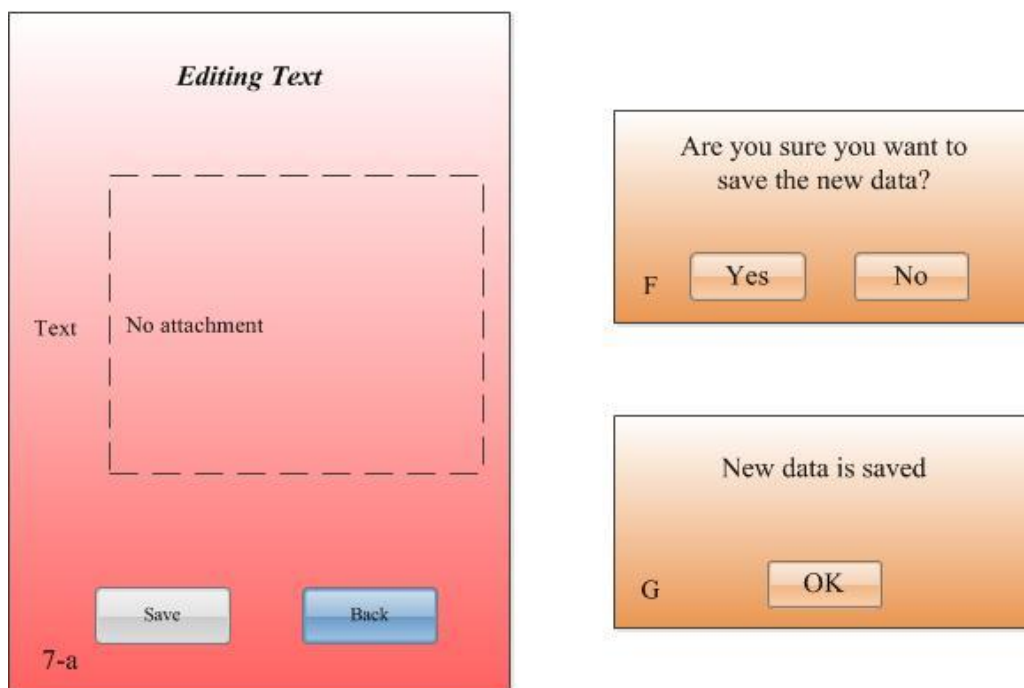 Editing Text
Text
No attachment
Save
Back
7-a
Are you sure you want to
save the new data?
F
Yes
No
New data is saved
G
OK